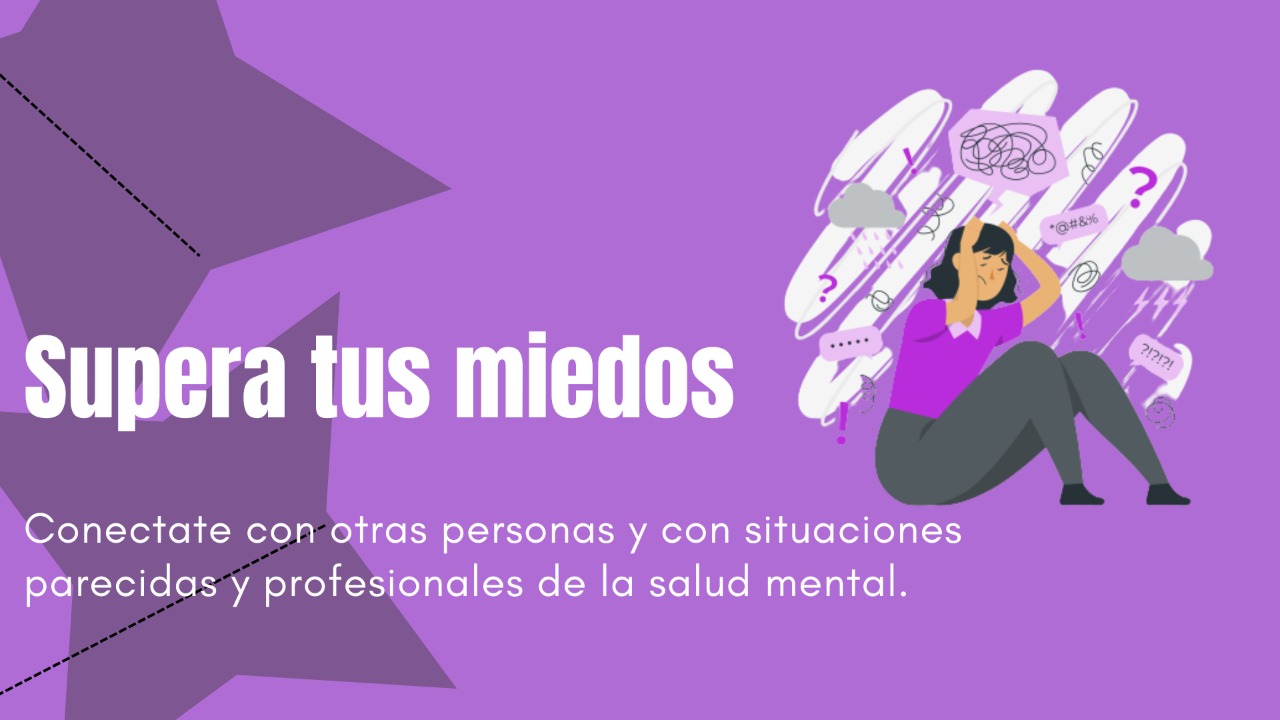 *@#&%
?!?!?!
Supera tus miedos
Conectate con otras personas y con situaciones
parecidas y profesionales de la salud mental.